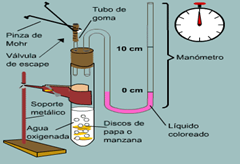 Pinza de
Mohr
Válvula
de escape
Tubo de
goma
10 cm
0 cm
Manómetro
Soporte
metálico
Agua
oxigenada
Discos de
papa o
manzana
Líquido
coloreado